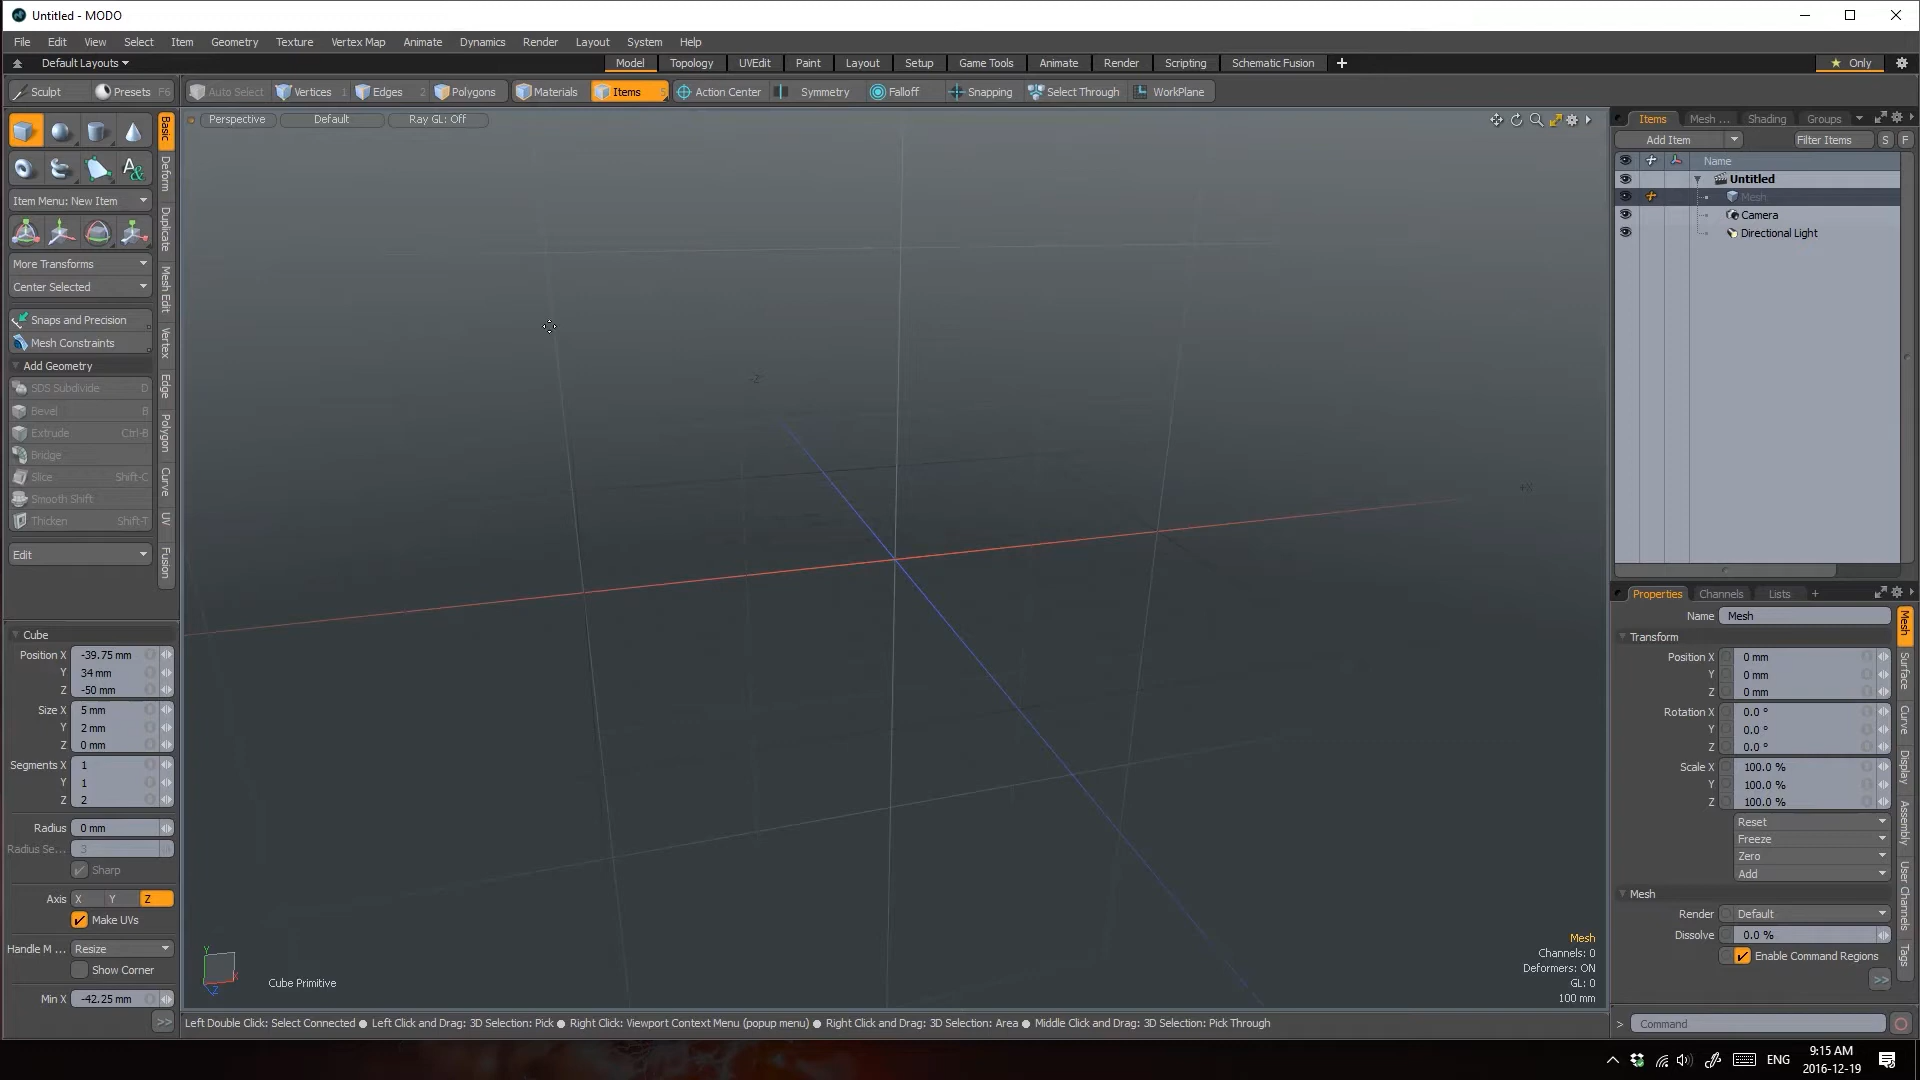 Untitled - MODO
File Edit View Select Item Geometry Texture Vertex Map Animate Dynamics Render Layout System Help
Default Layouts Model Topology UVEdit Paint Layout Setup Game Tools Animate Render Scripting Schematic Fusion + Only
Sculpt Presets F6 Auto Select Vertices 1 Edges 2 Polygons Materials Items 5 Action Center Symmetry Falloff Snapping Select Through WorkPlane
Perspective Default Ray GL: Off
Items Mesh ... Shading Groups
Add Item Filter Items S F
Name
Untitled
Mesh
Camera
Directional Light
Basic
Deform
Duplicate
Mesh Edit
Vertex
Edge
Polygon
Curve
UV
Fusion
Item Menu: New Item
More Transforms
Center Selected
Snaps and Precision
Mesh Constraints
Add Geometry
SDS Subdivide D
Bevel B
Extrude Ctrl-B
Bridge
Slice Shift-C
Smooth Shift
Thicken Shift-T
Edit
Cube
Position X -39.75 mm
Y 34 mm
Z -50 mm
Size X 5 mm
Y 2 mm
Z 0 mm
Segments X 1
Y 1
Z 2
Radius 0 mm
Radius Se... 3
Sharp
Axis X Y Z
Make UVs
Handle M ... Resize
Show Corner
Min X -42.25 mm
>>
-Z
+X
Y
X
Z
Cube Primitive
Mesh
Channels: 0
Deformers: ON
GL: 0
100 mm
Properties Channels Lists +
Name Mesh
Transform
Position X 0 mm
Y 0 mm
Z 0 mm
Rotation X 0.0 °
Y 0.0 °
Z 0.0 °
Scale X 100.0 %
Y 100.0 %
Z 100.0 %
Reset
Freeze
Zero
Add
Mesh
Render Default
Dissolve 0.0 %
Enable Command Regions
>>
Mesh
Surface
Curve
Display
Assembly
User Channels
Tags
Left Double Click: Select Connected ● Left Click and Drag: 3D Selection: Pick ● Right Click: Viewport Context Menu (popup menu) ● Right Click and Drag: 3D Selection: Area ● Middle Click and Drag: 3D Selection: Pick Through
> Command
ENG
9:15 AM
2016-12-19